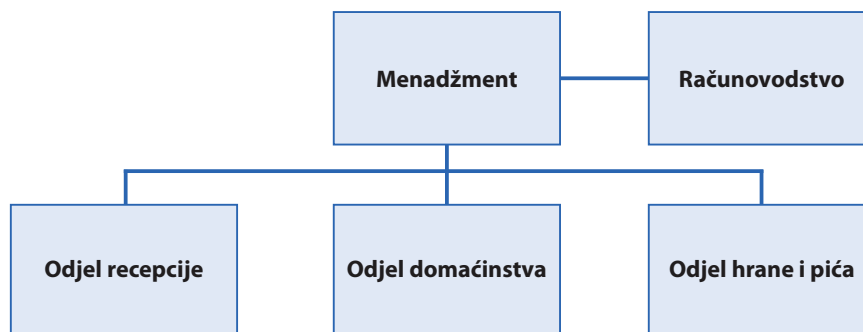 Menadžment
Računovodstvo
Odjel recepcije
Odjel domaćinstva
Odjel hrane i pića